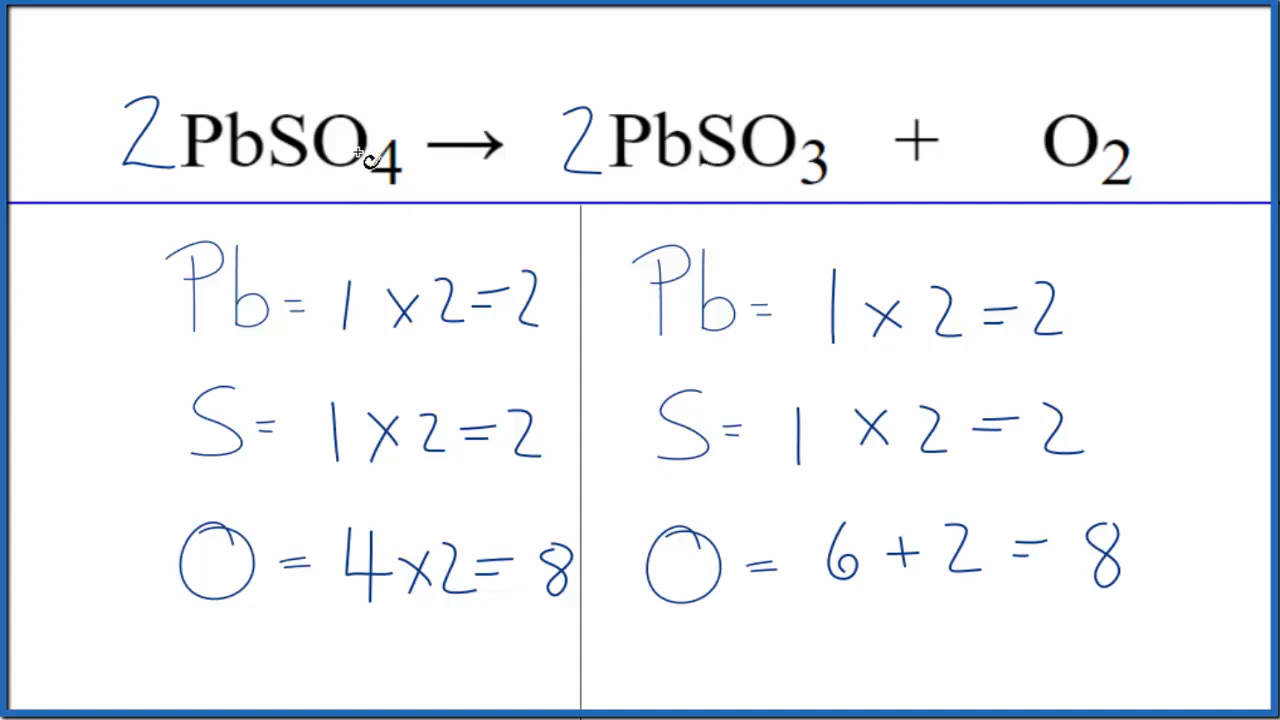 2PbSO4 → 2PbSO3 + O2
Pb = 1 x 2 = 2
Pb = 1 x 2 = 2
S = 1 x 2 = 2
S = 1 x 2 = 2
O = 4 x 2 = 8
O = 6 + 2 = 8